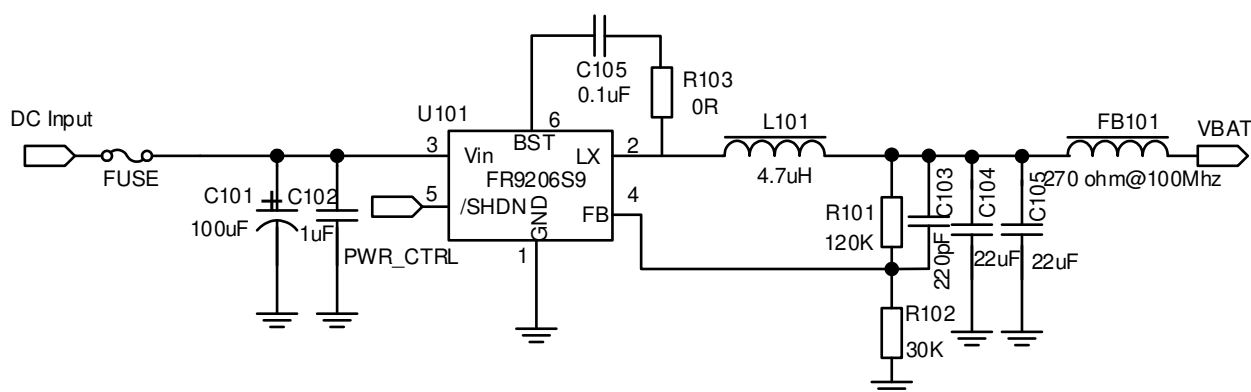 C105
0.1uF
R103
0R
U101
DC Input
6
L101
FB101
VBAT
3
Vin
BST
LX
2
FUSE
FR9206S9
4.7uH
270 ohm@100Mhz
C101
100uF
C102
1uF
5
/SHDN
GND
FB
4
R101
120K
C103
220pF
C104
22uF
C105
22uF
PWR_CTRL
1
R102
30K